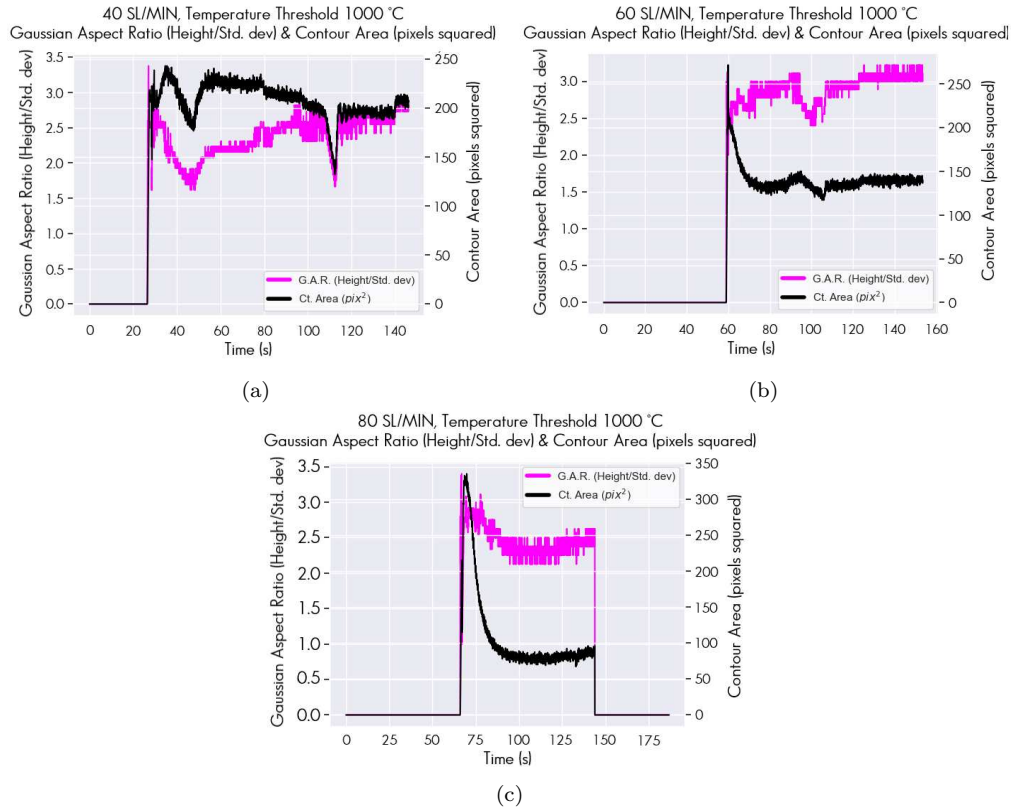 40 SL/MIN, Temperature Threshold 1000 °C
Gaussian Aspect Ratio (Height/Std. dev) & Contour Area (pixels squared)
Gaussian Aspect Ratio (Height/Std. dev)
3.5
3.0
2.5
2.0
1.5
1.0
0.5
0.0
250
200
150
100
50
0
Contour Area (pixels squared)
G.A.R. (Height/Std. dev)
Ct. Area (pix²)
0 20 40 60 80 100 120 140
Time (s)
(a)
60 SL/MIN, Temperature Threshold 1000 °C
Gaussian Aspect Ratio (Height/Std. dev) & Contour Area (pixels squared)
Gaussian Aspect Ratio (Height/Std. dev)
3.0
2.5
2.0
1.5
1.0
0.5
0.0
250
200
150
100
50
0
Contour Area (pixels squared)
G.A.R. (Height/Std. dev)
Ct. Area (pix²)
0 20 40 60 80 100 120 140 160
Time (s)
(b)
80 SL/MIN, Temperature Threshold 1000 °C
Gaussian Aspect Ratio (Height/Std. dev) & Contour Area (pixels squared)
Gaussian Aspect Ratio (Height/Std. dev)
3.5
3.0
2.5
2.0
1.5
1.0
0.5
0.0
350
300
250
200
150
100
50
0
Contour Area (pixels squared)
G.A.R. (Height/Std. dev)
Ct. Area (pix²)
0 25 50 75 100 125 150 175
Time (s)
(c)